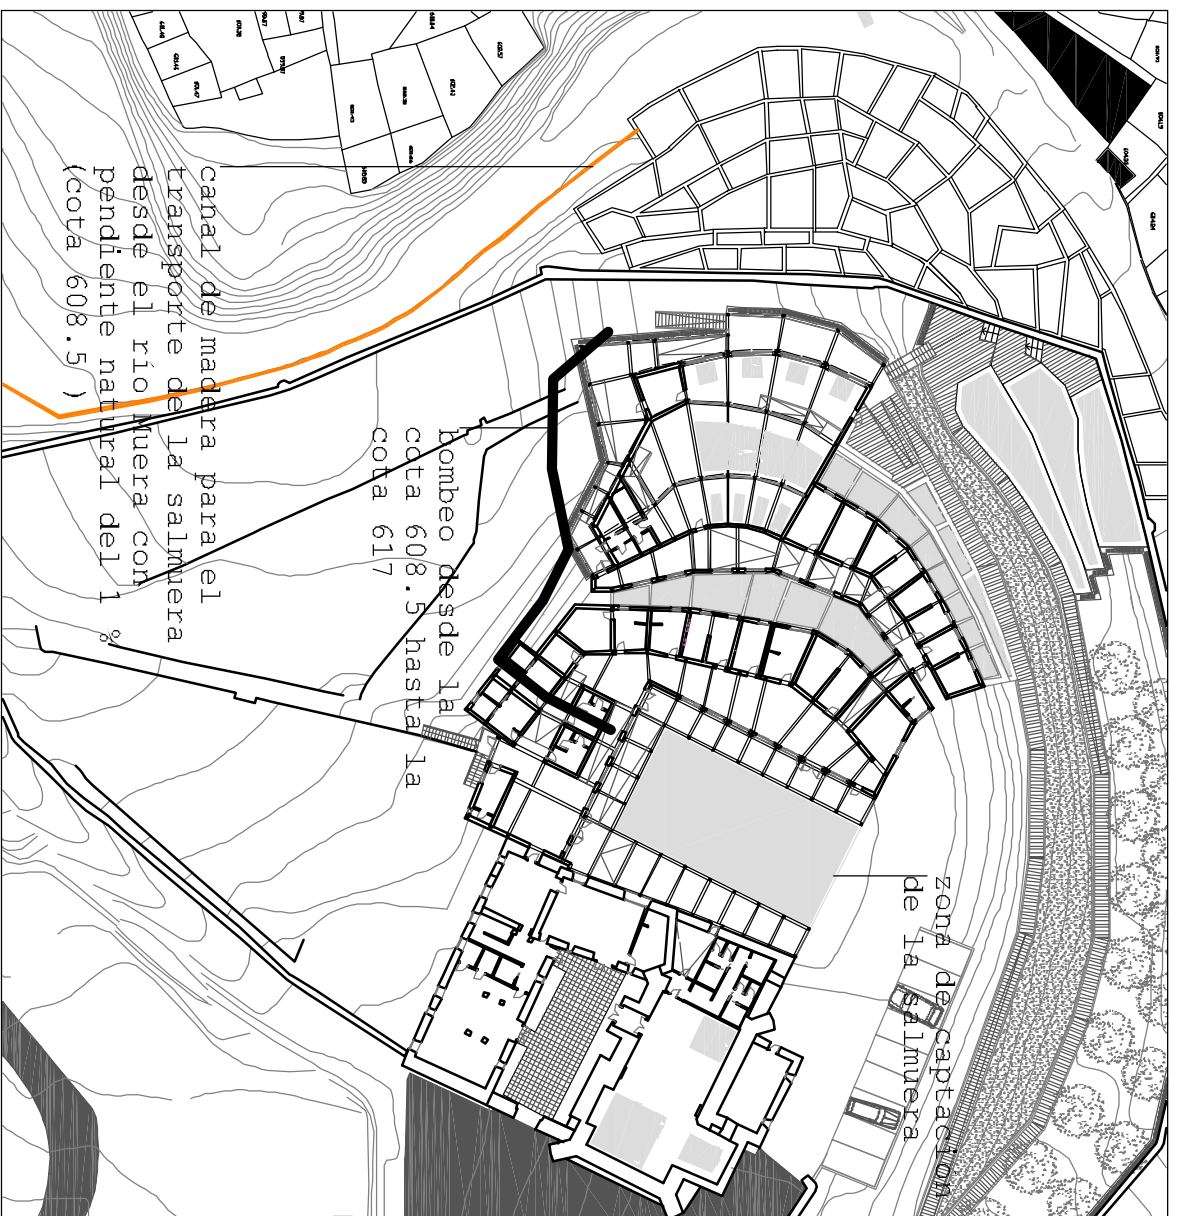 canal de madera para el
transporte de la salmuera
desde el río Muera con
pendiente natural del 1 %
(cota 608.5 )
bombeo desde la
cota 608.5 hasta la
cota 617
zona de captación
de la salmuera